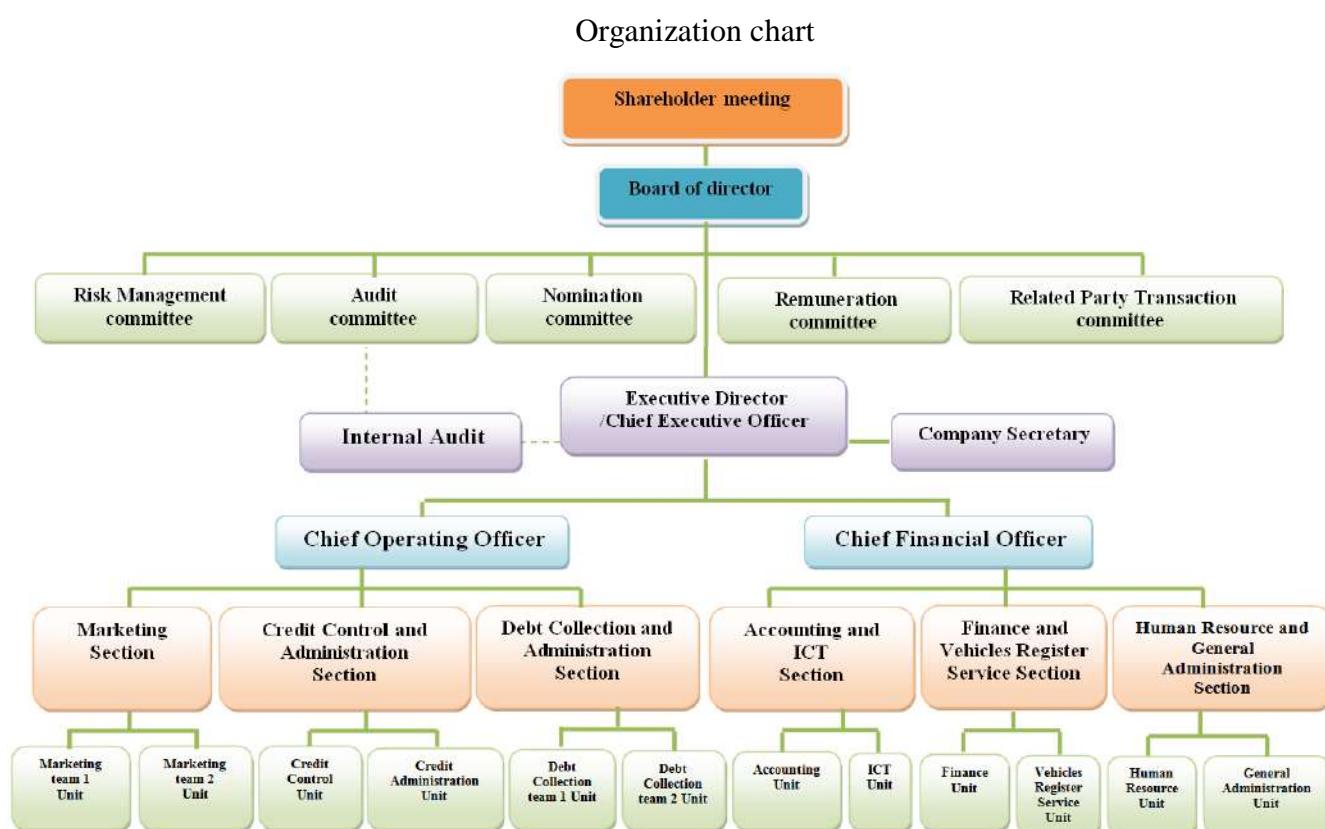 Organization chart
Shareholder meeting
Board of director
Risk Management
committee
Audit
committee
Nomination
committee
Remuneration
committee
Related Party Transaction
committee
Executive Director
/Chief Executive Officer
Internal Audit
Company Secretary
Chief Operating Officer
Chief Financial Officer
Marketing
Section
Credit Control and
Administration
Section
Debt Collection and
Administration
Section
Accounting and
ICT
Section
Finance and
Vehicles Register
Service Section
Human Resource and
General
Administration
Section
Marketing
team 1
Unit
Marketing
team 2
Unit
Credit
Control
Unit
Credit
Administration
Unit
Debt
Collection
team 1 Unit
Debt
Collection
team 2 Unit
Accounting
Unit
ICT
Unit
Finance
Unit
Vehicles
Register
Service
Unit
Human
Resource
Unit
General
Administration
Unit